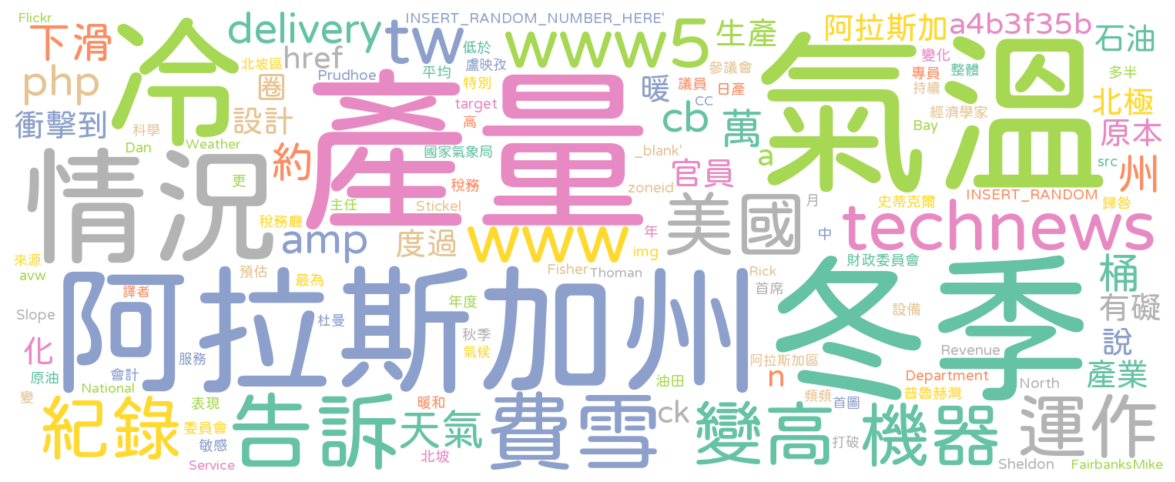 Flickr
下滑
冷
delivery
tw
INSERT_RANDOM_NUMBER_HERE'
www
5
生產
阿拉斯加
a4b3f35b
石油
php
href
北坡區
低於
平均
盧映孜
特別
參議會
氣溫
變化
專員
整體
持續
多半
圈
Prudhoe
產量
target
高
議員
cc
日產
暖
北極
衝擊到
設計
科學
Dan
Weather
cb
萬
經濟學家
Bay
原本
情況
約
國家氣象局
_blank'
a
官員
州
src
更
稅務
zoneid
INSERT_RANDOM
主任
Stickel
美國
月
史蒂克爾
歸咎
稅務廳
amp
度過
www
年
img
中
technews
來源
avw
預估
最為
Fisher
Thoman
Rick
首席
財政委員會
桶
譯者
阿拉斯加州
冬季
Slope
年度
杜曼
秋季
設備
有礙
化
服務
氣候
Revenue
說
原油
會計
National
油田
阿拉斯加區
n
Department
North
產業
變
紀錄
表現
告訴
暖和
費雪
ck
頻頻
首圖
普魯赫灣
委員會
敏感
天氣
變高
打破
機器
運作
Service
北坡
Sheldon
FairbanksMike